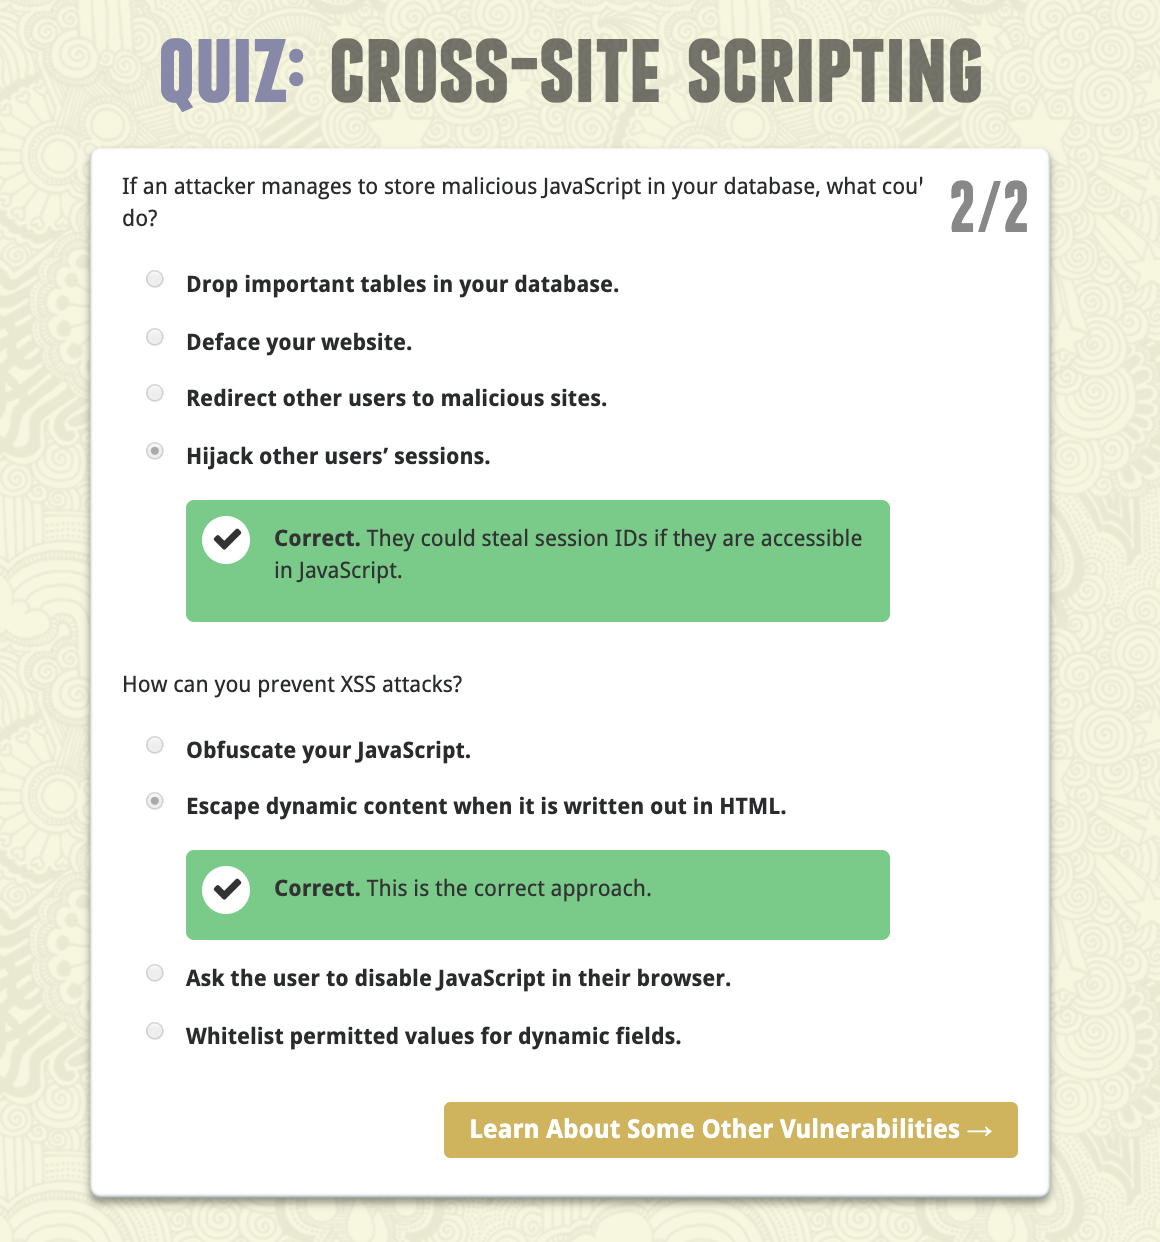 QUIZ: CROSS-SITE SCRIPTING
If an attacker manages to store malicious JavaScript in your database, what
2/2
do?
Drop important tables in your database.
Deface your website.
Redirect other users to malicious sites.
Hijack other users’ sessions.
Correct. They could steal session IDs if they are accessible
in JavaScript.
How can you prevent XSS attacks?
Obfuscate your JavaScript.
Escape dynamic content when it is written out in HTML.
Correct. This is the correct approach.
Ask the user to disable JavaScript in their browser.
Whitelist permitted values for dynamic fields.
Learn About Some Other Vulnerabilities →